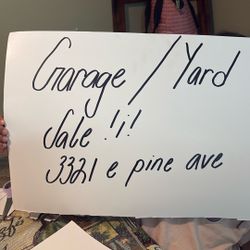 Garage / Yard
Sale !i!
3321 e pine ave